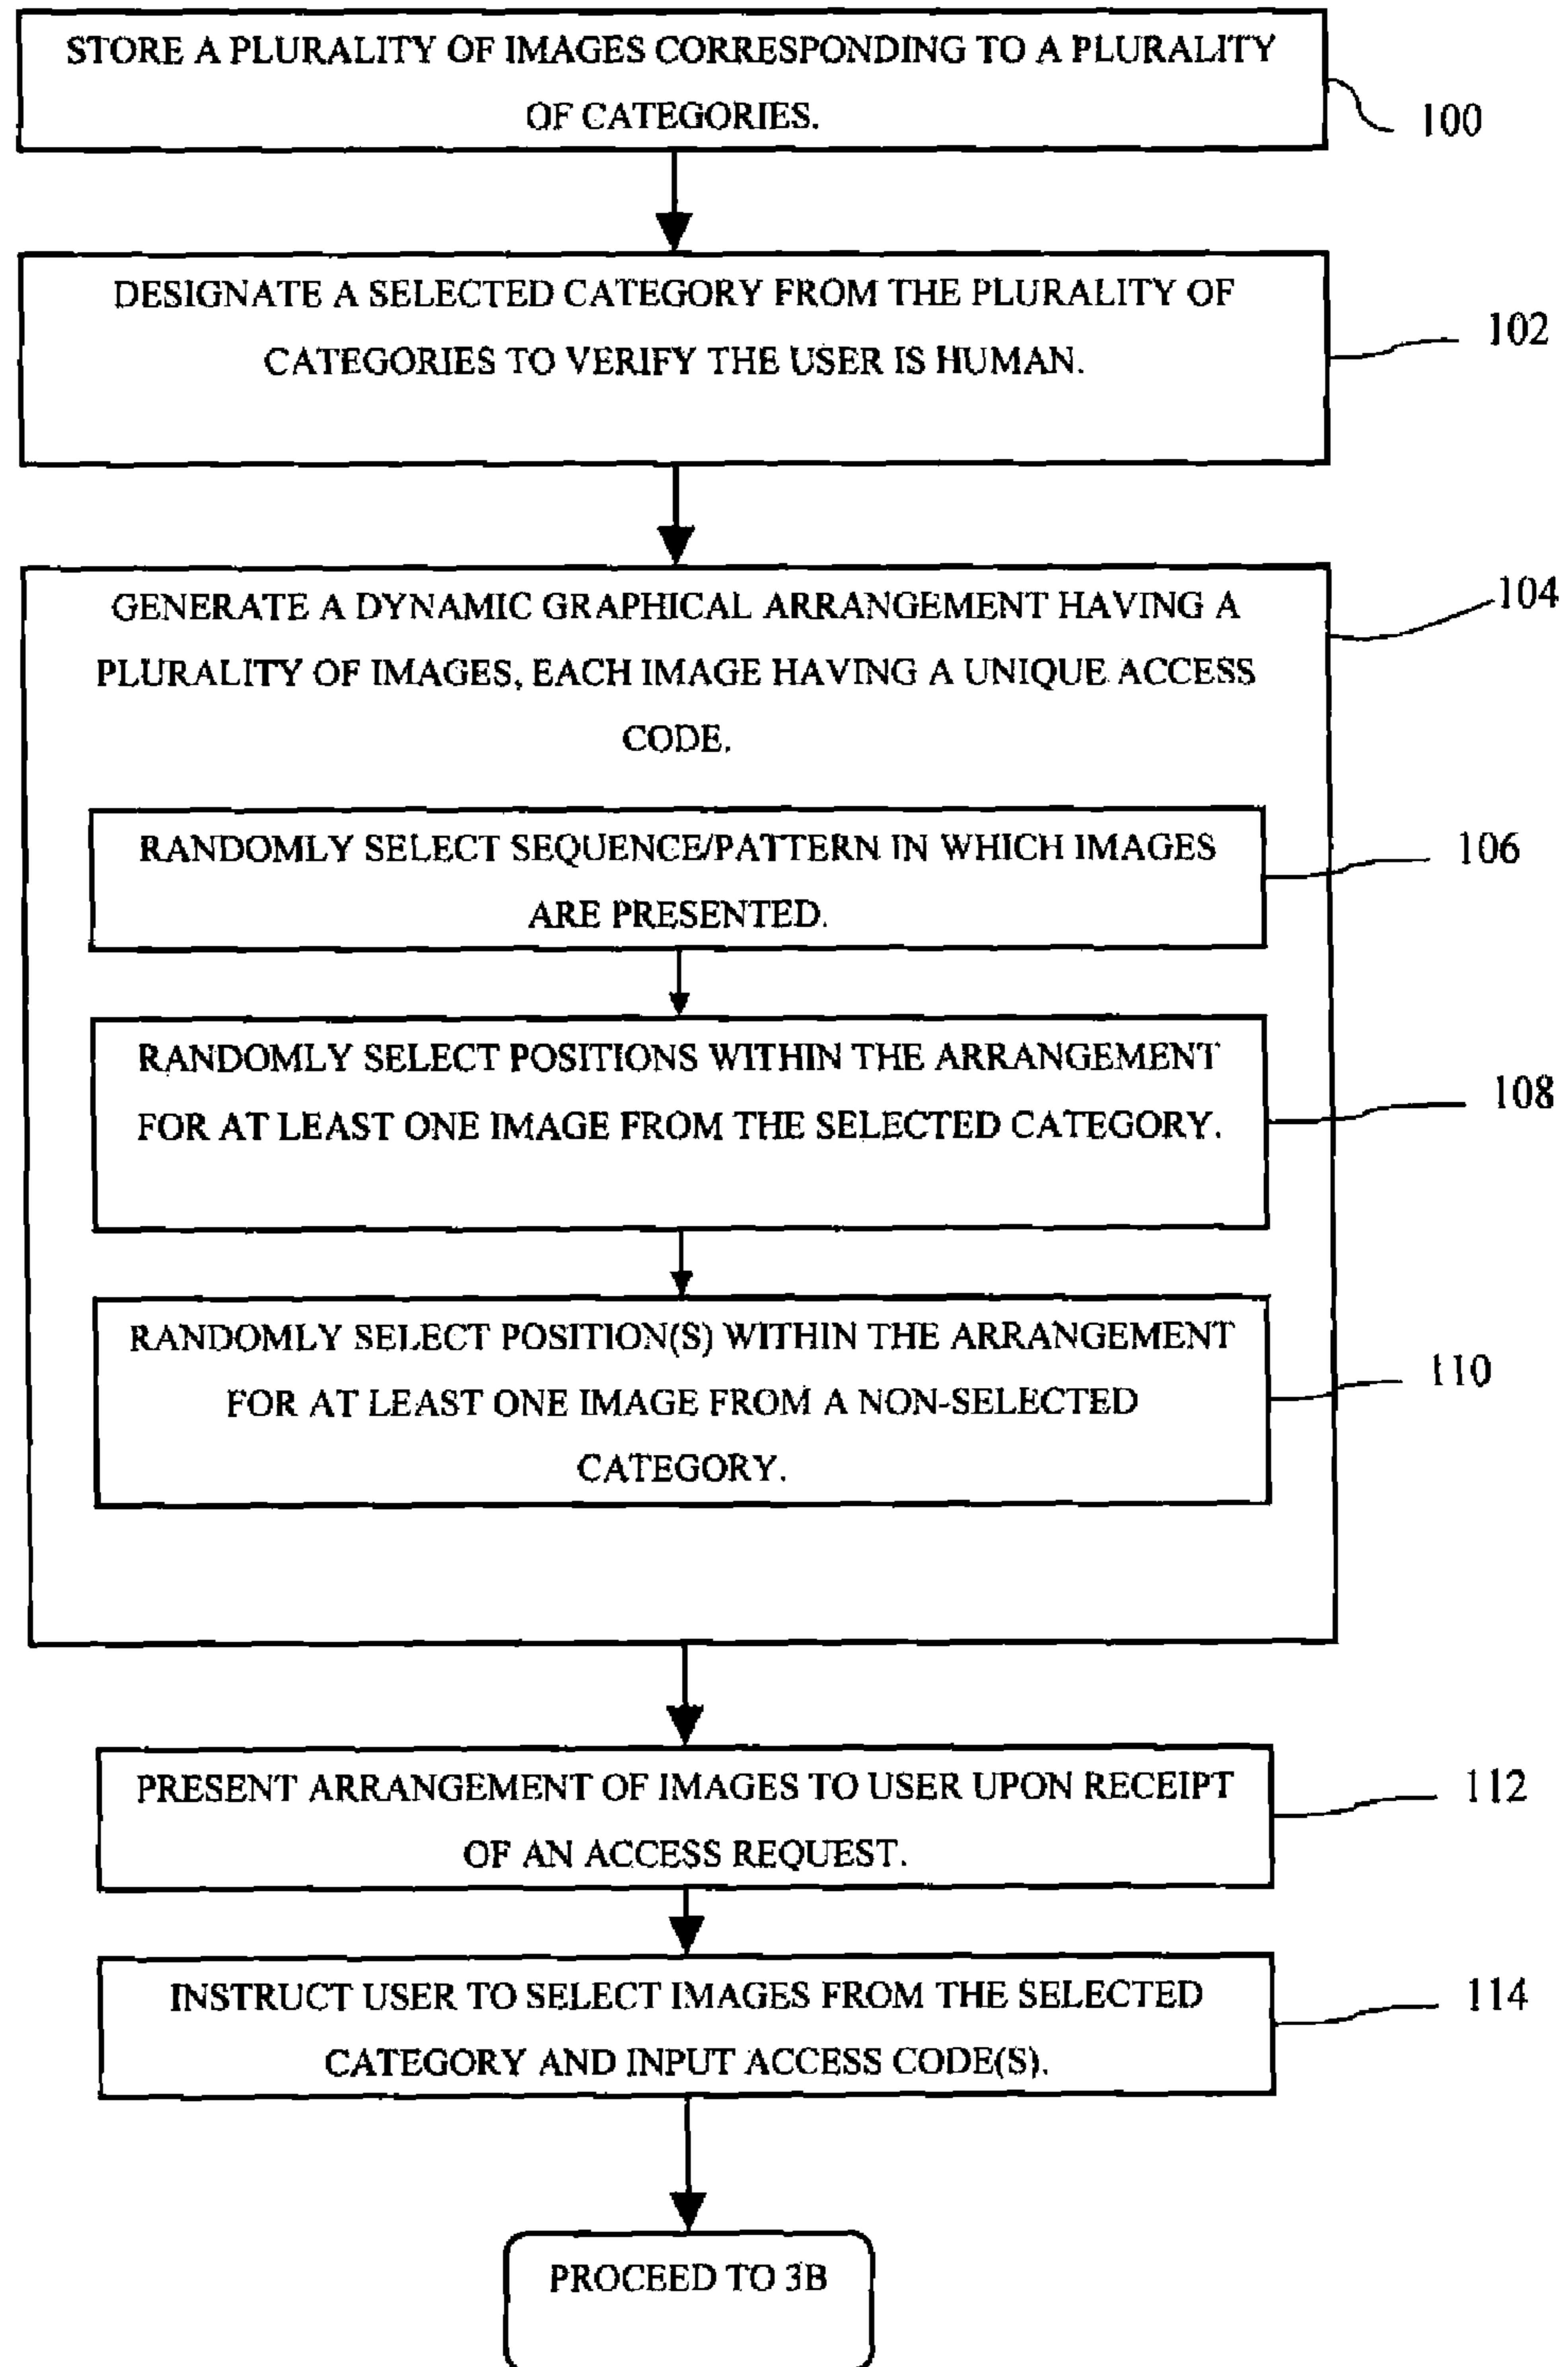 STORE A PLURALITY OF IMAGES CORRESPONDING TO A PLURALITY
OF CATEGORIES.
100
DESIGNATE A SELECTED CATEGORY FROM THE PLURALITY OF
CATEGORIES TO VERIFY THE USER IS HUMAN.
102
GENERATE A DYNAMIC GRAPHICAL ARRANGEMENT HAVING A
104
PLURALITY OF IMAGES, EACH IMAGE HAVING A UNIQUE ACCESS
CODE.
RANDOMLY SELECT SEQUENCE/PATTERN IN WHICH IMAGES
106
ARE PRESENTED.
RANDOMLY SELECT POSITIONS WITHIN THE ARRANGEMENT
108
FOR AT LEAST ONE IMAGE FROM THE SELECTED CATEGORY.
RANDOMLY SELECT POSITION(S) WITHIN THE ARRANGEMENT
110
FOR AT LEAST ONE IMAGE FROM A NON-SELECTED
CATEGORY.
PRESENT ARRANGEMENT OF IMAGES TO USER UPON RECEIPT
112
OF AN ACCESS REQUEST.
INSTRUCT USER TO SELECT IMAGES FROM THE SELECTED
114
CATEGORY AND INPUT ACCESS CODE(S).
PROCEED TO 3B